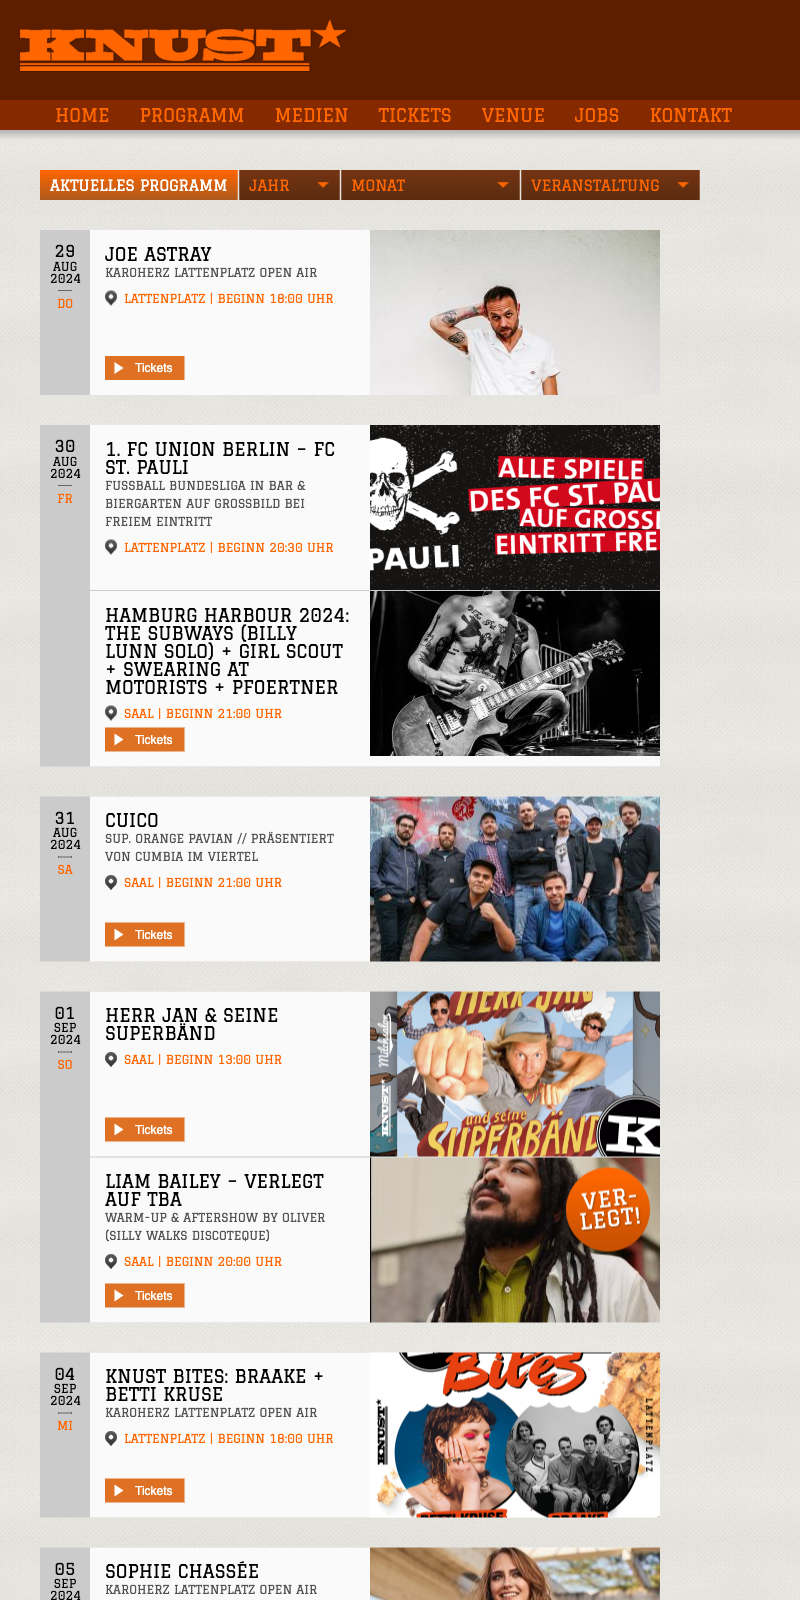 KNUST
HOME PROGRAMM MEDIEN TICKETS VENUE JOBS KONTAKT
AKTUELLES PROGRAMM JAHR MONAT VERANSTALTUNG
29
AUG
2024
DO
JOE ASTRAY
KAROHERZ LATTENPLATZ OPEN AIR
LATTENPLATZ | BEGINN 18:00 UHR
Tickets
30
AUG
2024
FR
1. FC UNION BERLIN – FC
ST. PAULI
FUSSBALL BUNDESLIGA IN BAR &
BIERGARTEN AUF GROSSBILD BEI
FREIEM EINTRITT
LATTENPLATZ | BEGINN 20:30 UHR
PAULI
ALLE SPIELE
DES FC ST. PAU
AUF GROSS
EINTRITT FRE
HAMBURG HARBOUR 2024:
THE SUBWAYS (BILLY
LUNN SOLO) + GIRL SCOUT
+ SWEARING AT
MOTORISTS + PFOERTNER
SAAL | BEGINN 21:00 UHR
Tickets
31
AUG
2024
SA
CUICO
SUP. ORANGE PAVIAN // PRÄSENTIERT
VON CUMBIA IM VIERTEL
SAAL | BEGINN 21:00 UHR
Tickets
01
SEP
2024
SO
HERR JAN & SEINE
SUPERBÄND
SAAL | BEGINN 13:00 UHR
Tickets
HERR JAN
Milchsalon
KNUST
und seine
SUPERBÄND
K
LIAM BAILEY – VERLEGT
AUF TBA
WARM-UP & AFTERSHOW BY OLIVER
(SILLY WALKS DISCOTEQUE)
SAAL | BEGINN 20:00 UHR
Tickets
VER-
LEGT!
04
SEP
2024
MI
KNUST BITES: BRAAKE +
BETTI KRUSE
KAROHERZ LATTENPLATZ OPEN AIR
LATTENPLATZ | BEGINN 18:00 UHR
Tickets
Bites
KNUST
LATTENPLATZ
BETTI KRUSE
BRAAKE
05
SEP
2024
SOPHIE CHASSÉE
KAROHERZ LATTENPLATZ OPEN AIR